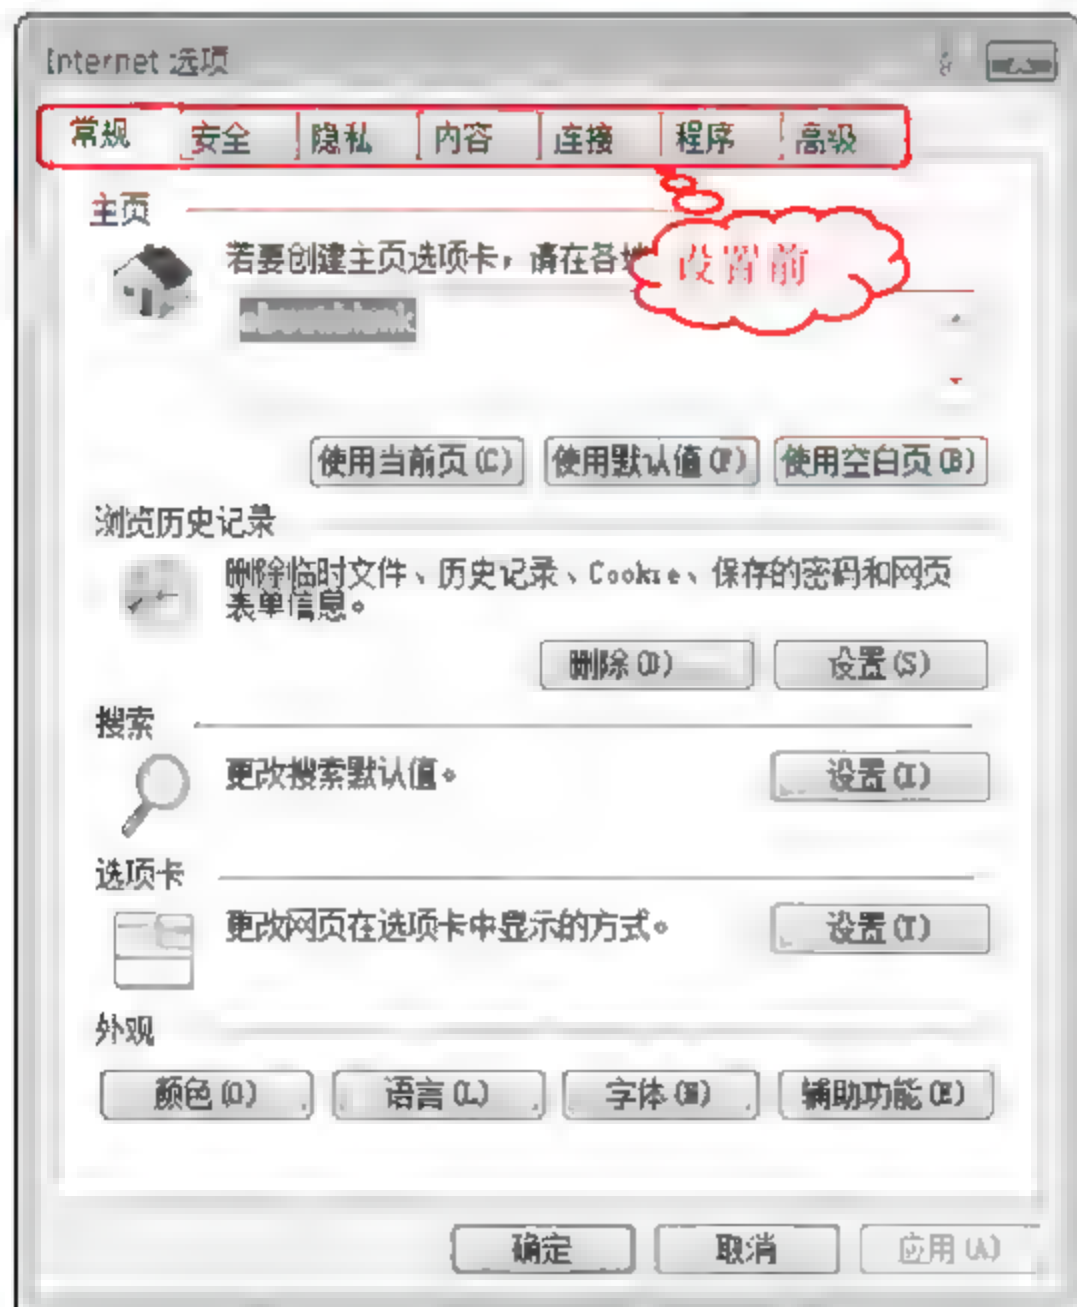 Internet 选项
常规 安全 隐私 内容 连接 程序 高级
主页
设置前
若要创建主页选项卡，请在各地
使用当前页(C) 使用默认值(F) 使用空白页(B)
浏览历史记录
删除临时文件、历史记录、Cookie、保存的密码和网页
表单信息。
删除(D) 设置(S)
搜索
更改搜索默认值。 设置(I)
选项卡
更改网页在选项卡中显示的方式。 设置(T)
外观
颜色(O) 语言(L) 字体(N) 辅助功能(E)
确定 取消 应用(A)